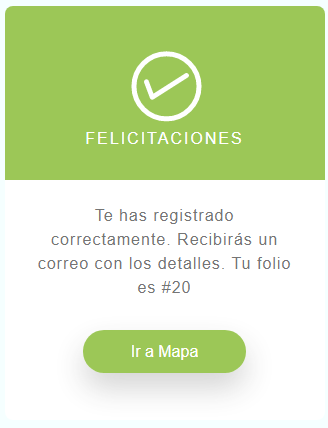 FELICITACIONES
Te has registrado
correctamente. Recibirás un
correo con los detalles. Tu folio
es #20
Ir a Mapa